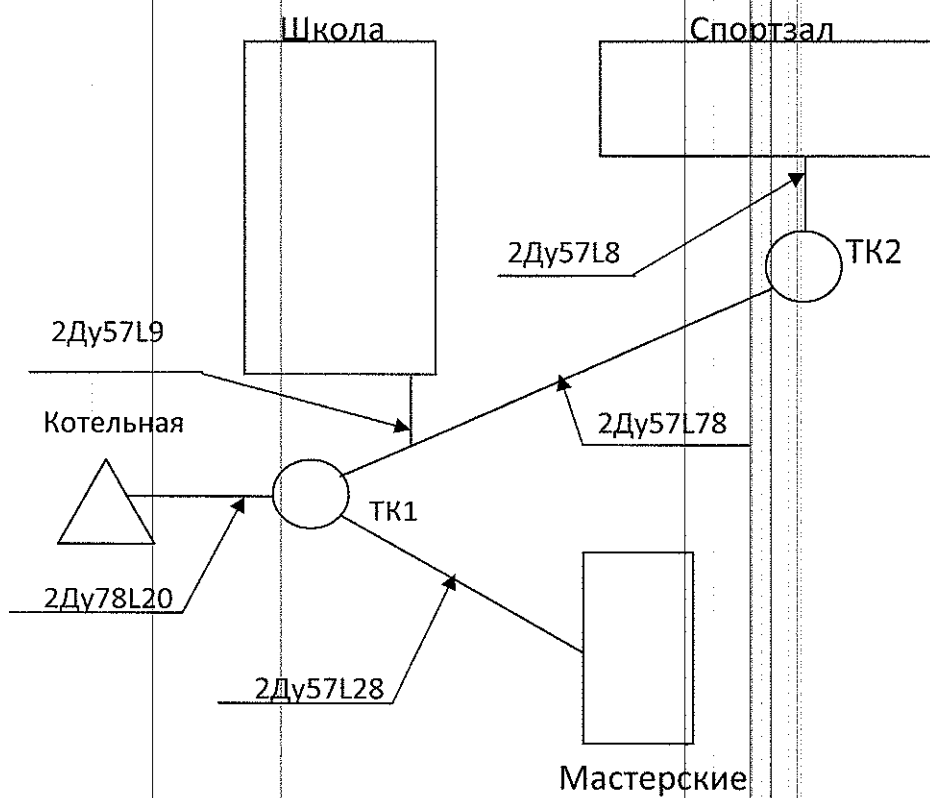 Школа
Спортзал
2Ду57L8
ТК2
2Ду57L9
Котельная
2Ду57L78
ТК1
2Ду78L20
2Ду57L28
Мастерские